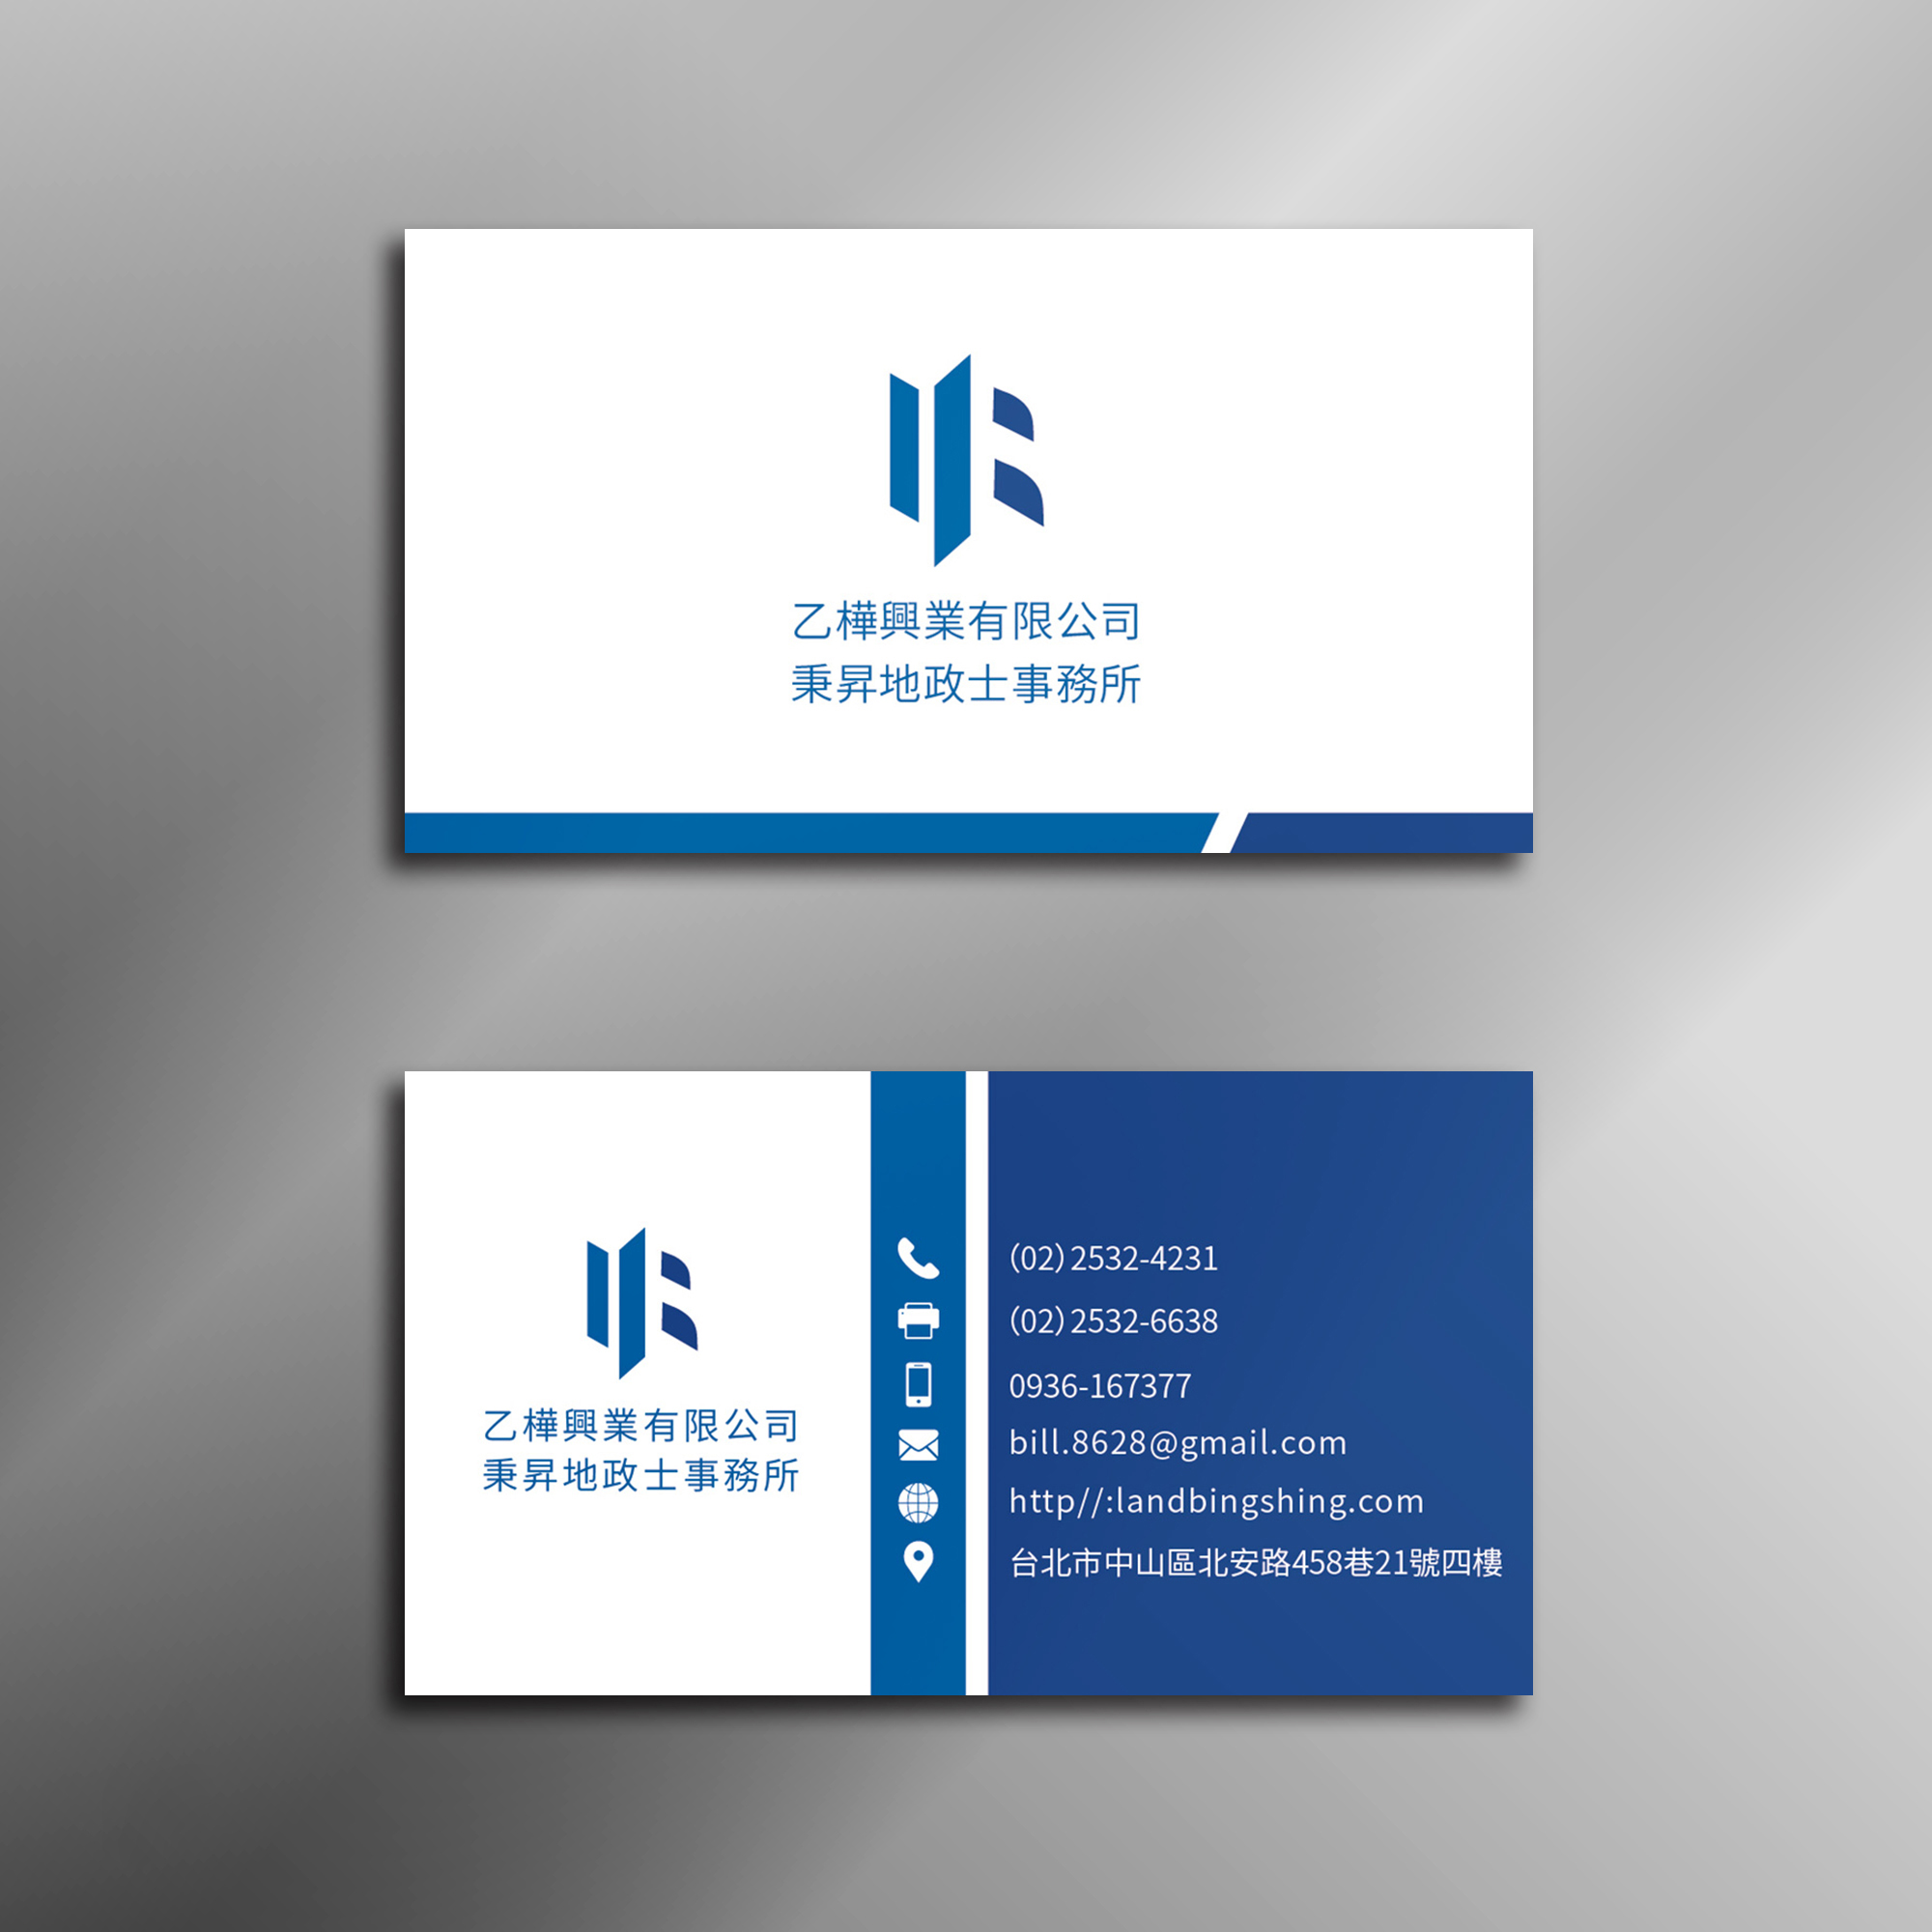 乙樺興業有限公司
秉昇地政士事務所
乙樺興業有限公司
秉昇地政士事務所
(02)2532-4231
(02)2532-6638
0936-167377
bill.8628@gmail.com
http//:landbingshing.com
台北市中山區北安路458巷21號四樓